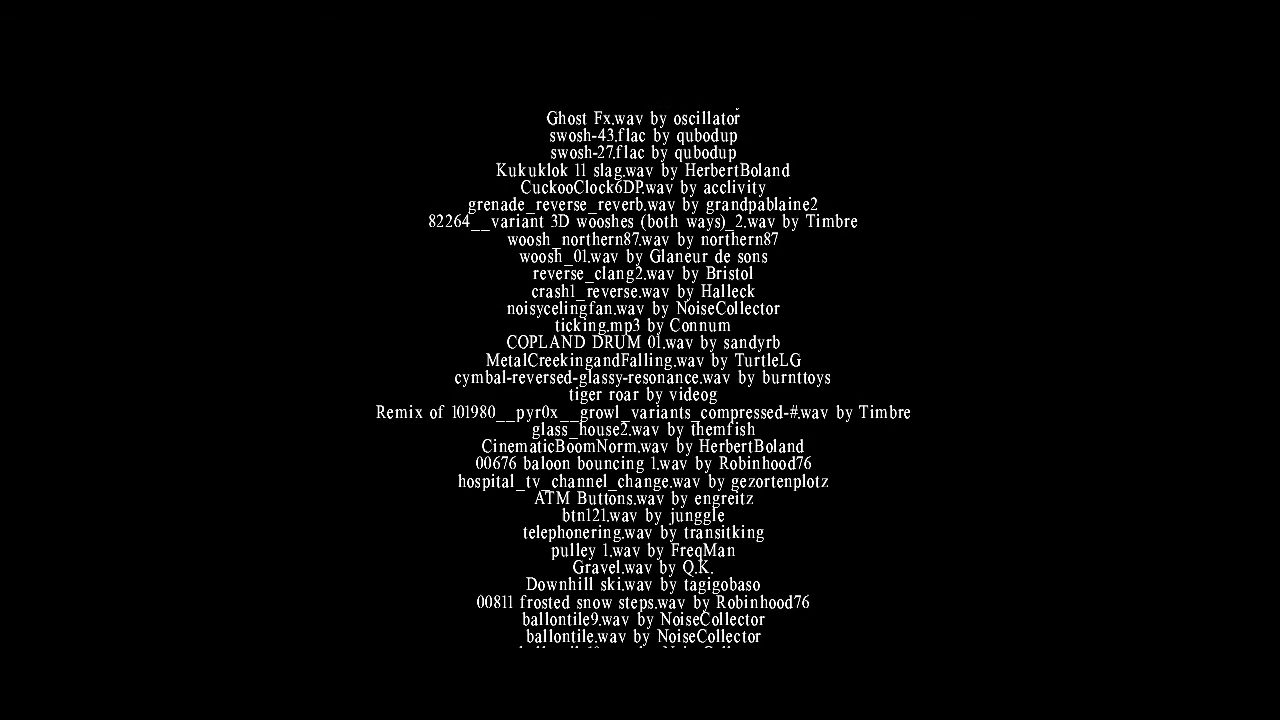 Ghost Fx.wav by oscillator
swosh-43.flac by qubodup
swosh-27.flac by qubodup
Kukuklok 11 slag.wav by HerbertBoland
CuckooClock6DP.wav by acclivity
grenade_reverse_reverb.wav by grandpablaine2
82264__variant 3D wooshes (both ways)_2.wav by Timbre
woosh_northern87.wav by northern87
woosh_01.wav by Glaneur de sons
reverse_clang2.wav by Bristol
crash1_reverse.wav by Halleck
noisycelingfan.wav by NoiseCollector
ticking.mp3 by Connum
COPLAND DRUM 01.wav by sandyrb
MetalCreekingandFalling.wav by TurtleLG
cymbal-reversed-glassy-resonance.wav by burnttoys
tiger roar by videog
Remix of 101980__pyr0x__growl_variants_compressed-#.wav by Timbre
glass_house2.wav by themfish
CinematicBoomNorm.wav by HerbertBoland
00676 baloon bouncing 1.wav by Robinhood76
hospital_tv_channel_change.wav by gezortenplotz
ATM Buttons.wav by engreitz
btn121.wav by junggle
telephonering.wav by transitking
pulley 1.wav by FreqMan
Gravel.wav by Q.K.
Downhill ski.wav by tagigobaso
00811 frosted snow steps.wav by Robinhood76
ballontile9.wav by NoiseCollector
ballontile.wav by NoiseCollector